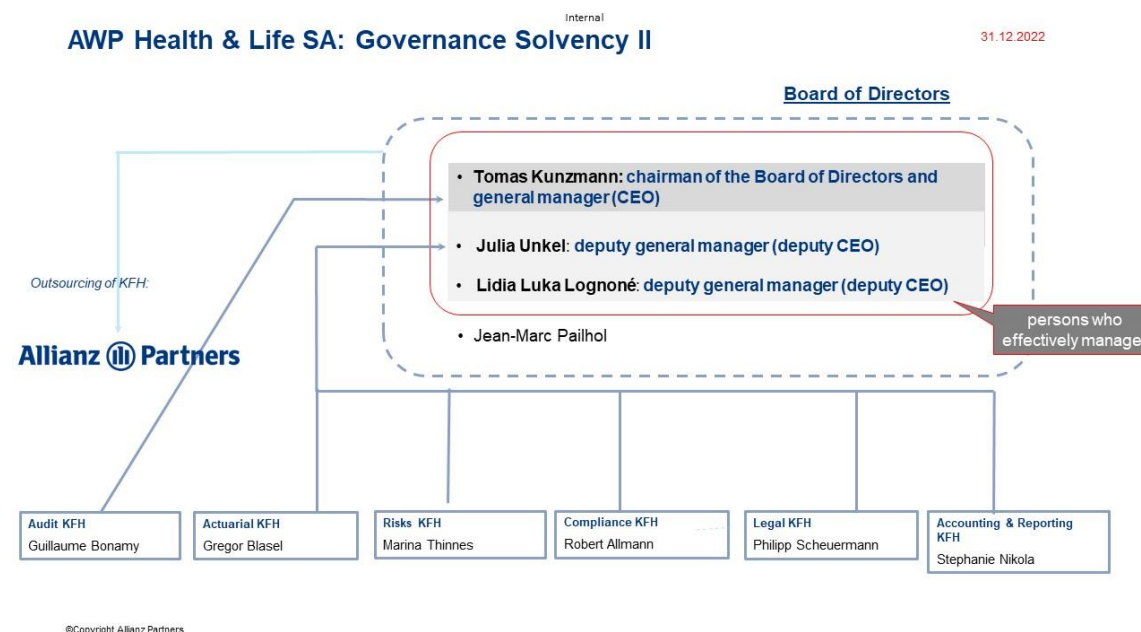 Internal
AWP Health & Life SA: Governance Solvency II
31.12.2022
Board of Directors
• Tomas Kunzmann: chairman of the Board of Directors and
general manager (CEO)
• Julia Unkel: deputy general manager (deputy CEO)
Outsourcing of KFH:
• Lidia Luka Lognoné: deputy general manager (deputy CEO)
persons who
effectively manage
• Jean-Marc Pailhol
Allianz Partners
Audit KFH
Guillaume Bonamy
Actuarial KFH
Gregor Blasel
Risks KFH
Marina Thinnes
Compliance KFH
Robert Allmann
Legal KFH
Philipp Scheuermann
Accounting & Reporting
KFH
Stephanie Nikola
©Copyright Allianz Partners